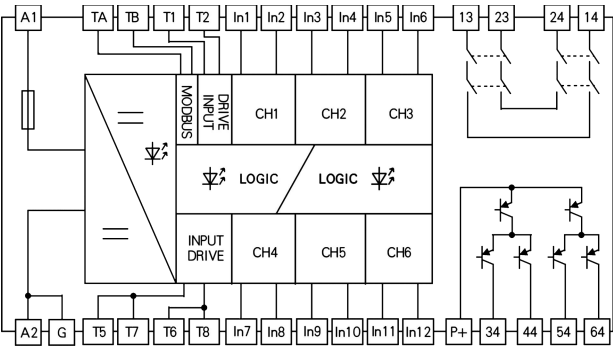 A1 TA TB T1 T2 In1 In2 In3 In4 In5 In6 13 23 24 14
MODBUS
DRIVE
INPUT
CH1 CH2 CH3
LOGIC LOGIC
INPUT
DRIVE
CH4 CH5 CH6
A2 G T5 T7 T6 T8 In7 In8 In9 In10 In11 In12 P+ 34 44 54 64